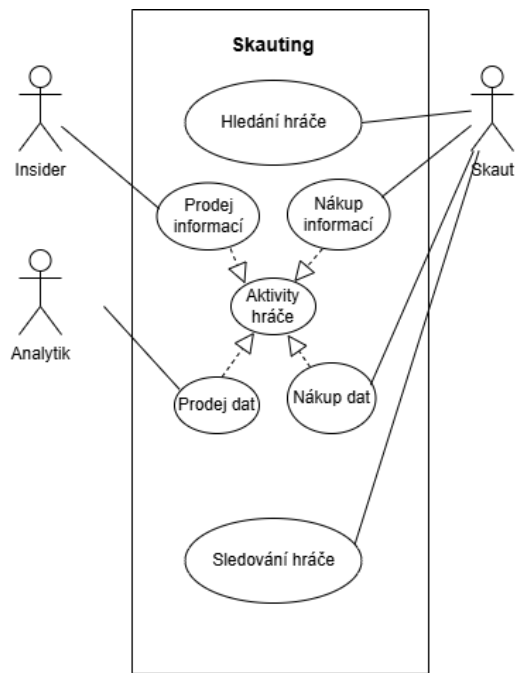 Skauting
Hledání hráče
Insider
Skaut
Prodej
informací
Nákup
informací
Aktivity
hráče
Analytik
Prodej dat
Nákup dat
Sledování hráče